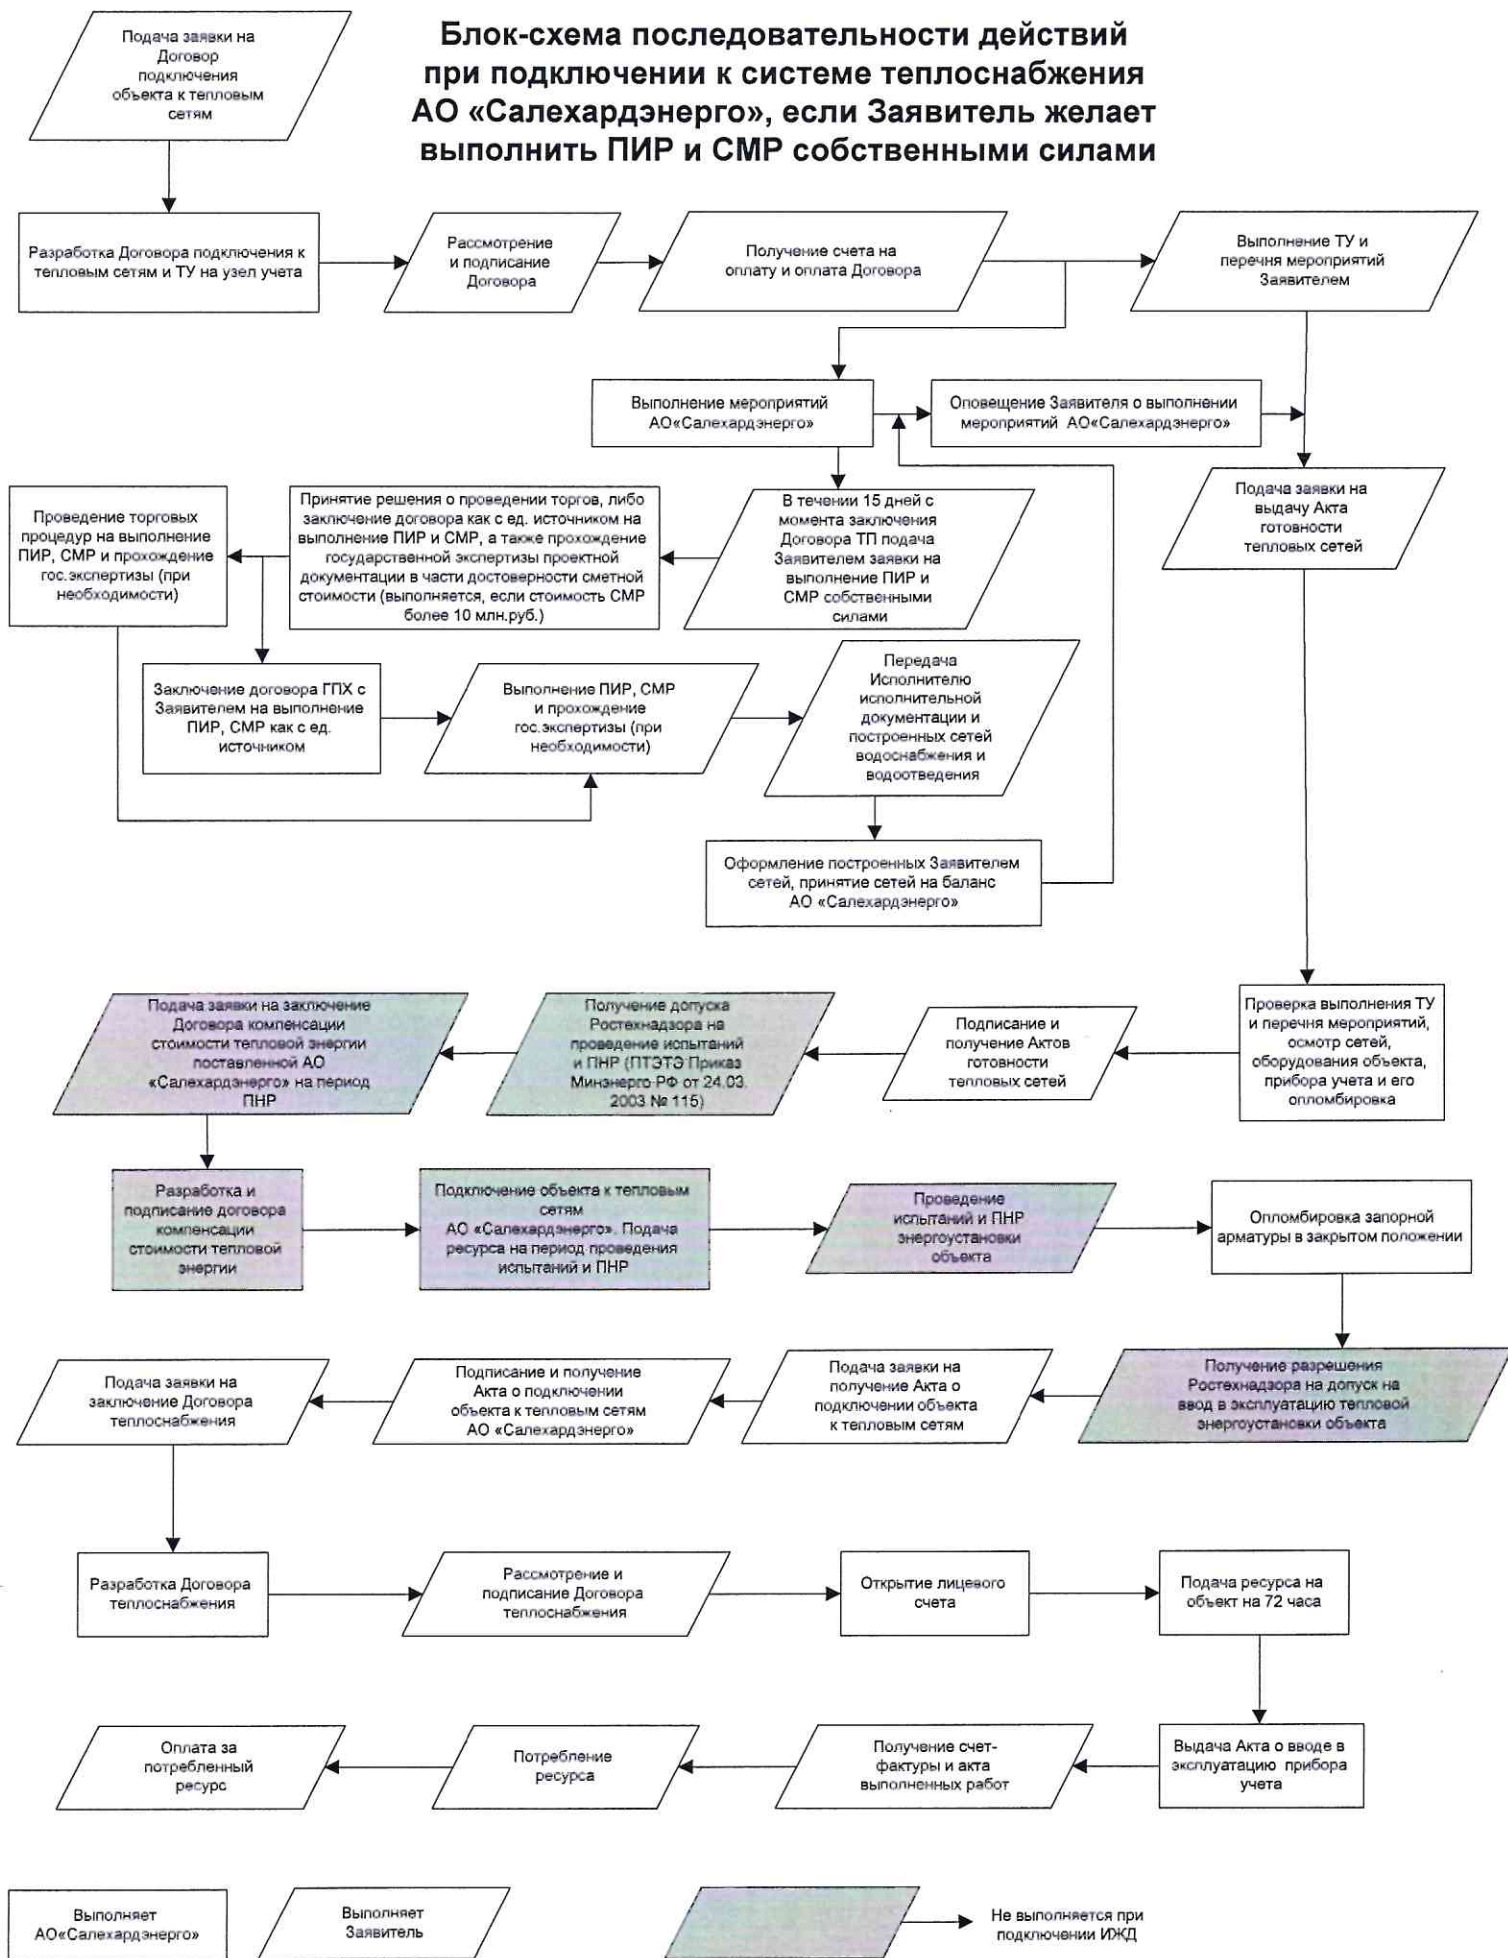 Блок-схема последовательности действий
при подключении к системе теплоснабжения
АО «Салехардэнерго», если Заявитель желает
выполнить ПИР и СМР собственными силами
Подача заявки на
Договор
подключения
объекта к тепловым
сетям
Разработка Договора подключения к
тепловым сетям и ТУ на узел учета
Рассмотрение
и подписание
Договора
Получение счета на
оплату и оплата Договора
Выполнение ТУ и
перечня мероприятий
Заявителем
Выполнение мероприятий
АО«Салехардэнерго»
Оповещение Заявителя о выполнении
мероприятий АО«Салехардэнерго»
Подача заявки на
выдачу Акта
готовности
тепловых сетей
В течении 15 дней с
момента заключения
Договора ТП подача
Заявителем заявки на
выполнение ПИР и
СМР собственными
силами
Принятие решения о проведении торгов, либо
заключение договора как с ед. источником на
выполнение ПИР и СМР, а также прохождение
государственной экспертизы проектной
документации в части достоверности сметной
стоимости (выполняется, если стоимость СМР
более 10 млн.руб.)
Проведение торговых
процедур на выполнение
ПИР, СМР и прохождение
гос.экспертизы (при
необходимости)
Заключение договора ГПХ с
Заявителем на выполнение
ПИР, СМР как с ед.
источником
Выполнение ПИР, СМР
и прохождение
гос.экспертизы (при
необходимости)
Передача
Исполнителю
исполнительной
документации и
построенных сетей
водоснабжения и
водоотведения
Оформление построенных Заявителем
сетей, принятие сетей на баланс
АО «Салехардэнерго»
Проверка выполнения ТУ
и перечня мероприятий,
осмотр сетей,
оборудования объекта,
прибора учета и его
опломбировка
Подписание и
получение Актов
готовности
тепловых сетей
Получение допуска
Ростехнадзора на
проведение испытаний
и ПНР (ПТЭТЭ Приказ
Минэнерго РФ от 24.03.
2003 № 115)
Подача заявки на заключение
Договора компенсации
стоимости тепловой энергии
поставленной АО
«Салехардэнерго» на период
ПНР
Разработка и
подписание договора
компенсации
стоимости тепловой
энергии
Подключение объекта к тепловым
сетям
АО «Салехардэнерго». Подача
ресурса на период проведения
испытаний и ПНР
Проведение
испытаний и ПНР
энергоустановки
объекта
Опломбировка запорной
арматуры в закрытом положении
Получение разрешения
Ростехнадзора на допуск на
ввод в эксплуатацию тепловой
энергоустановки объекта
Подача заявки на
получение Акта о
подключении объекта
к тепловым сетям
Подписание и получение
Акта о подключении
объекта к тепловым сетям
АО «Салехардэнерго»
Подача заявки на
заключение Договора
теплоснабжения
Разработка Договора
теплоснабжения
Рассмотрение и
подписание Договора
теплоснабжения
Открытие лицевого
счета
Подача ресурса на
объект на 72 часа
Выдача Акта о вводе в
эксплуатацию прибора
учета
Получение счет-
фактуры и акта
выполненных работ
Потребление
ресурса
Оплата за
потребленный
ресурс
Выполняет
АО«Салехардэнерго»
Выполняет
Заявитель
Не выполняется при
подключении ИЖД